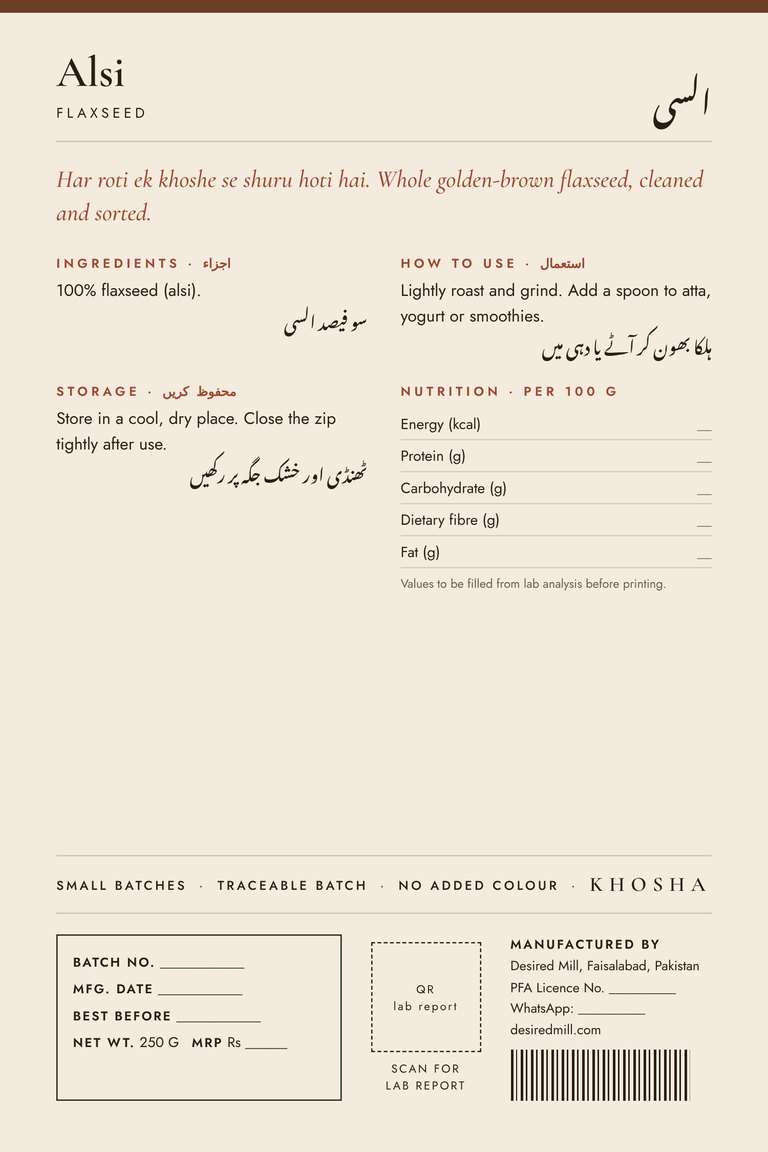 Alsi
FLAXSEED
السی
Har roti ek khoshe se shuru hoti hai. Whole golden-brown flaxseed, cleaned
and sorted.
INGREDIENTS · اجزاء
100% flaxseed (alsi).
سو فیصد السی
HOW TO USE · استعمال
Lightly roast and grind. Add a spoon to atta,
yogurt or smoothies.
ہلکا بھون کر آٹے یا دہی میں
STORAGE · محفوظ کریں
Store in a cool, dry place. Close the zip
tightly after use.
ٹھنڈی اور خشک جگہ پر رکھیں
NUTRITION · PER 100 G
Energy (kcal) __
Protein (g) __
Carbohydrate (g) __
Dietary fibre (g) __
Fat (g) __
Values to be filled from lab analysis before printing.
SMALL BATCHES · TRACEABLE BATCH · NO ADDED COLOUR · KHOSHA
BATCH NO. ____________
MFG. DATE ____________
BEST BEFORE ____________
NET WT. 250 G MRP Rs ______
QR
lab report
SCAN FOR
LAB REPORT
MANUFACTURED BY
Desired Mill, Faisalabad, Pakistan
PFA Licence No. __________
WhatsApp: __________
desiredmill.com